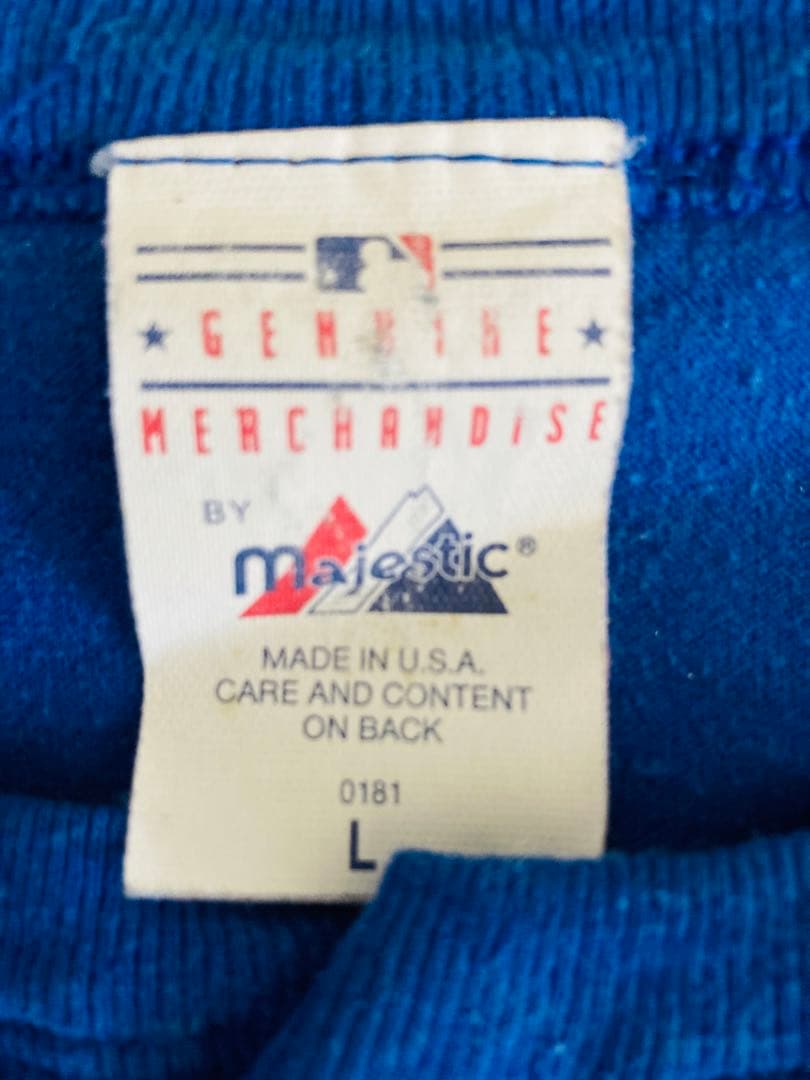 GENUINE
MERCHANDiSE
BY
majestic®
MADE IN U.S.A.
CARE AND CONTENT
ON BACK
0181
L